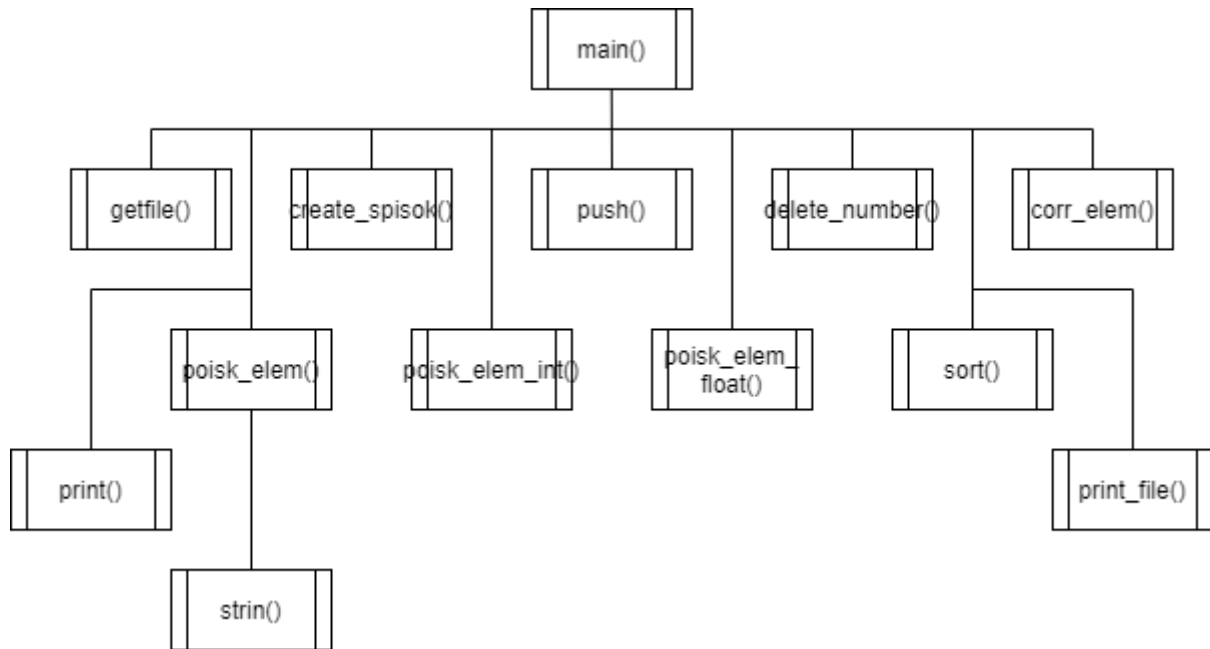 main()
getfile()
create_spisok()
push()
delete_number()
corr_elem()
poisk_elem()
poisk_elem_int()
poisk_elem_
float()
sort()
print()
print_file()
strin()